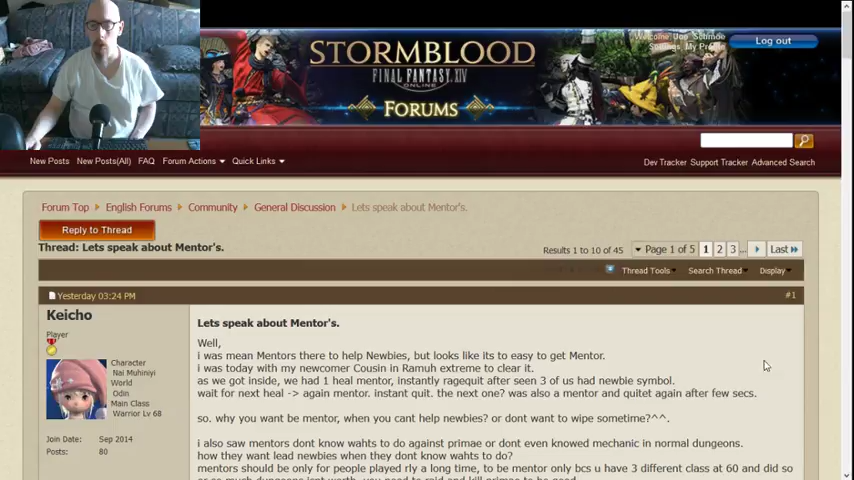 STORMBLOOD
FINAL FANTASY XIV
ONLINE
FORUMS
Welcome
Settings My Profile
Log out
New Posts New Posts(All) FAQ Forum Actions Quick Links
Dev Tracker Support Tracker Advanced Search
Forum Top English Forums Community General Discussion Lets speak about Mentor's.
Reply to Thread
Thread: Lets speak about Mentor's.
Results 1 to 10 of 45 Page 1 of 5 1 2 3 ... Last
Thread Tools Search Thread Display
Yesterday 03:24 PM #1
Keicho
Player
Character
Nai Muhiniyi
World
Odin
Main Class
Warrior Lv 68
Join Date: Sep 2014
Posts: 80
Lets speak about Mentor's.
Well,
i was mean Mentors there to help Newbies, but looks like its to easy to get Mentor.
i was today with my newcomer Cousin in Ramuh extreme to clear it.
as we got inside, we had 1 heal mentor, instantly ragequit after seen 3 of us had newbie symbol.
wait for next heal -> again mentor. instant quit. the next one? was also a mentor and quitet again after few secs.
so. why you want be mentor, when you cant help newbies? or dont want to wipe sometime?^^.
i also saw mentors dont know wahts to do against primae or dont even knowed mechanic in normal dungeons.
how they want lead newbies when they dont know wahts to do?
mentors should be only for people played rly a long time, to be mentor only bcs u have 3 different class at 60 and did so